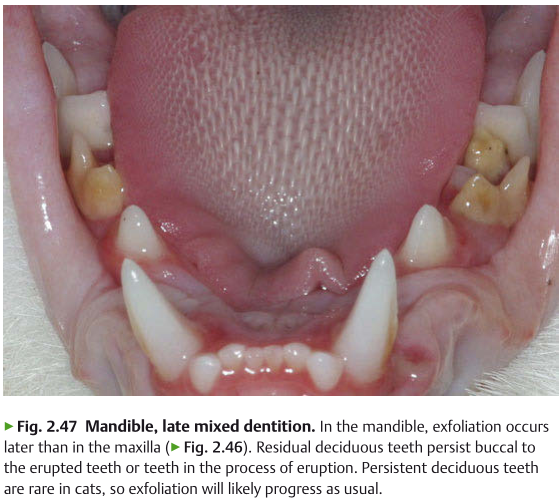 ▶ Fig. 2.47 Mandible, late mixed dentition. In the mandible, exfoliation occurs
later than in the maxilla (▶ Fig. 2.46). Residual deciduous teeth persist buccal to
the erupted teeth or teeth in the process of eruption. Persistent deciduous teeth
are rare in cats, so exfoliation will likely progress as usual.